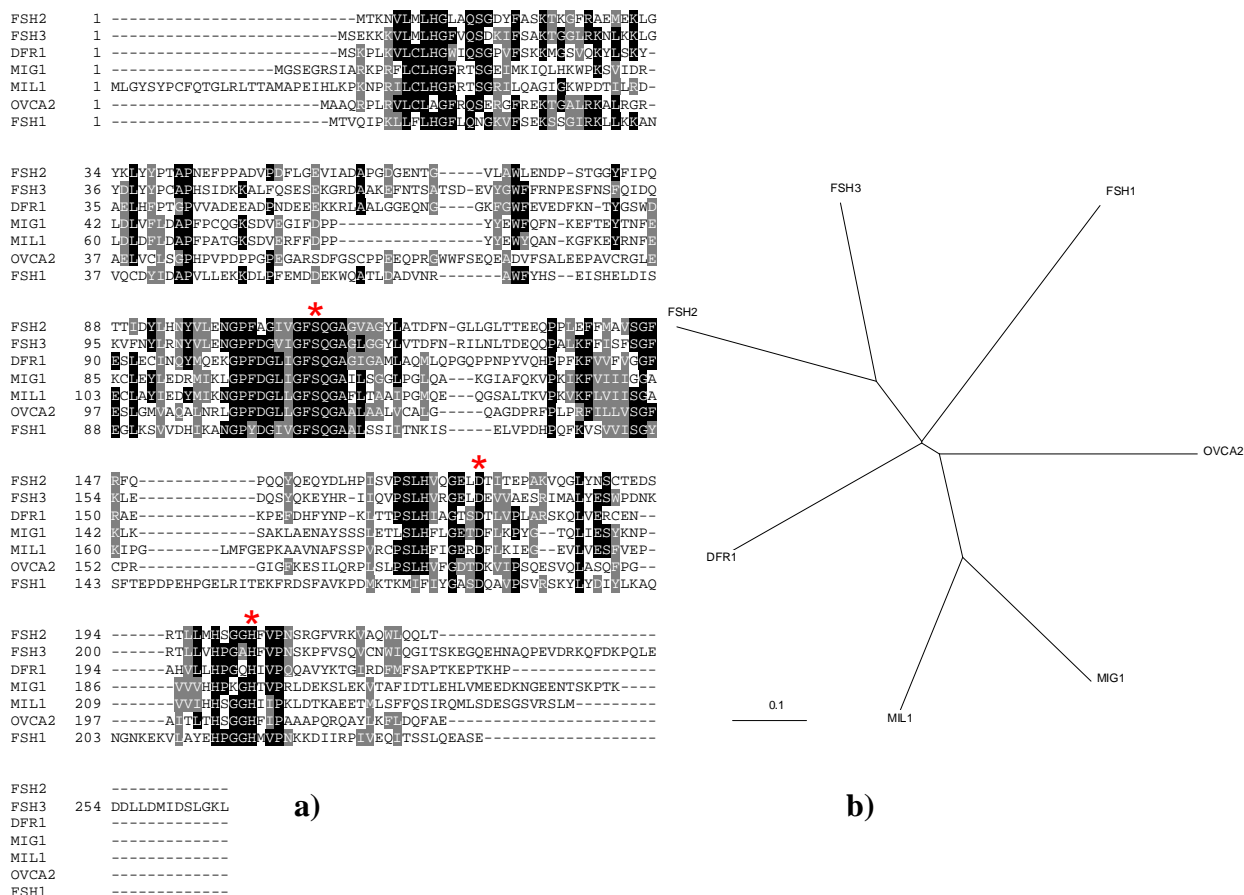 FSH2 1 ----------------------MTKNVLMLHGLAQSGDYFASKTKGFRAEMEKLG
FSH3 1 ---------------------MSEKKKVLMLHGFVQSDKIFSAKTGGLRKNLKKLG
DFR1 1 ---------------------MSKPLKVLCLHGWIQSGPVFSKKMGSVQKYLSKY-
MIG1 1 ---------------MGSEGRSIARKPRFLCLHGFRTSGEIMKIQLHKWPKSVIDR-
MIL1 1 MLGYSYPCFQTGLRLTTAMAPEIHLKPKNPRILCLHGFRTSGRILQAGIGKWPDTILRD-
OVCA2 1 -------------------MAAQRPLRVLCLAGFRQSERGFREKTGALRKALRGR-
FSH1 1 --------------------MTVQIPKLLFLHGFLQNGKVFSEKSSGIRKLLKKAN
FSH2 34 YKLYYPTAPNEFPPADVPDFLGEVIADAPGDGENTG-----VLAWLENDP-STGGYFIPQ
FSH3 36 YDLYYPCAPHSIDKKALFQSESEKGRDAAKEFNTSATSD-EVYGWFFRNPESFNSFQIDQ
DFR1 35 AELHFPTGPVVADEEADPNDEEEKKRLAALGGEQNG----GKFGWFEVEDFKN-TYGSWD
MIG1 42 LDLVFLDAPFPCQGKSDVEGIFDPP--------------YYEWFQFN-KEFTEYTNFE
MIL1 60 LDLDFLDAPFPATGKSDVERFFDPP--------------YYEWYQAN-KGFKEYRNFE
OVCA2 37 AELVCLSGPHPVPDPPGPEGARSDFGSCPPEEQPRGWWFSEQEADVFSALEEPAVCRGLE
FSH1 37 VQCDYIDAPVLLEKKDLPFEMDDEKWQATLDADVNR------AWFYHS--EISHELDIS
*
FSH2 88 TTIDYLHNYVLENGPFAGIVGFSQGAGVAGYLATDFN-GLLGLTTEEQPPLEFFMAVSGF
FSH3 95 KVFNYLRNYVLENGPFDGVIGFSQGAGLGGYLVTDFN-RILNLTDEQQPALKFFISFSGF
DFR1 90 ESLECINQYMQEKGPFDGLIGFSQGAGIGAMLAQMLQPGQPPNPYVQHPPFKFVVFVGGF
MIG1 85 KCLEYLEDRMIKLGPFDGLIGFSQGAILSGGLPGLQA--KGIAFQKVPKIKFVIIIGGA
MIL1 103 ECLAYIEDYMIKNGPFDGLIGFSQGAFLTAAIPGMQE--QGSALTKVPKVKFLVIISGA
OVCA2 97 ESLGMVAQALNRLGPFDGLLGFSQGAALAALVCALG----QAGDPRFPLPRFILLVSGF
FSH1 88 EGLKSVVDHIKANGPYDGIVGFSQGAALSSIITNKIS----ELVPDHPQFKVSVVISGY
*
FSH2 147 RFQ-------------PQQYQEQYDLHPISVPSLHVQGELDTITEPAKVQGLYNSCTEDS
FSH3 154 KLE-------------DQSYQKEYHR-IIQVPSLHVRGELDEVVAESRIMALYESWPDNK
DFR1 150 RAE-------------KPEFDHFYNP-KLTTPSLHIAGTSDTLVPLARSKQLVERCEN--
MIG1 142 KLK-------------SAKLAENAYSSSLETLSLHFLGETDFLKPYG--TQLIESYKNP-
MIL1 160 KIPG---------LMFGEPKAAVNAFSSPVRCPSLHFIGERDFLKIEG--EVLVESFVEP-
OVCA2 152 CPR-------------GIGFKESILQRPLSLPSLHVFGDTDKVIPSQESVQLASQFPG--
FSH1 143 SFTEPDPEHPGELRITEKFRDSFAVKPDMKTKMIFIYGASDQAVPSVRSKYLYDIYLKAQ
*
FSH2 194 ------RTLLMHSGGHFVPNSRGFVRKVAQWLQQLT------------------------
FSH3 200 ------RTLLVHPGAHFVPNSKPFVSQVCNWIQGITSKEGQEHNAQPEVDRKQFDKPQLE
DFR1 194 ------AHVLLHPGQHIVPQQAVYKTGIRDFMFSAPTKEPTKHP----------------
MIG1 186 -------VVVHHPKGHTVPRLDEKSLEKVTAFIDTLEHLVMEEDKNGEENTSKPTK----
MIL1 209 -------VVIHHSGGHIIPKLDTKAEETMLSFFQSIRQMLSDESGSVRSLM---------
OVCA2 197 ------AITLTHSGGHFIPAAAPQRQAYLKFLDQFAE-----------------------
FSH1 203 NGNKEKVLAYEHPGGHMVPNKKDIIRPIVEQITSSLQEASE-------------------
FSH2 -------------
FSH3 254 DDLLDMIDSLGKL
DFR1 -------------
MIG1 -------------
MIL1 -------------
OVCA2 -------------
FSH1 -------------
a)
FSH3
FSH1
FSH2
OVCA2
DFR1
MIG1
MIL1
0.1
b)